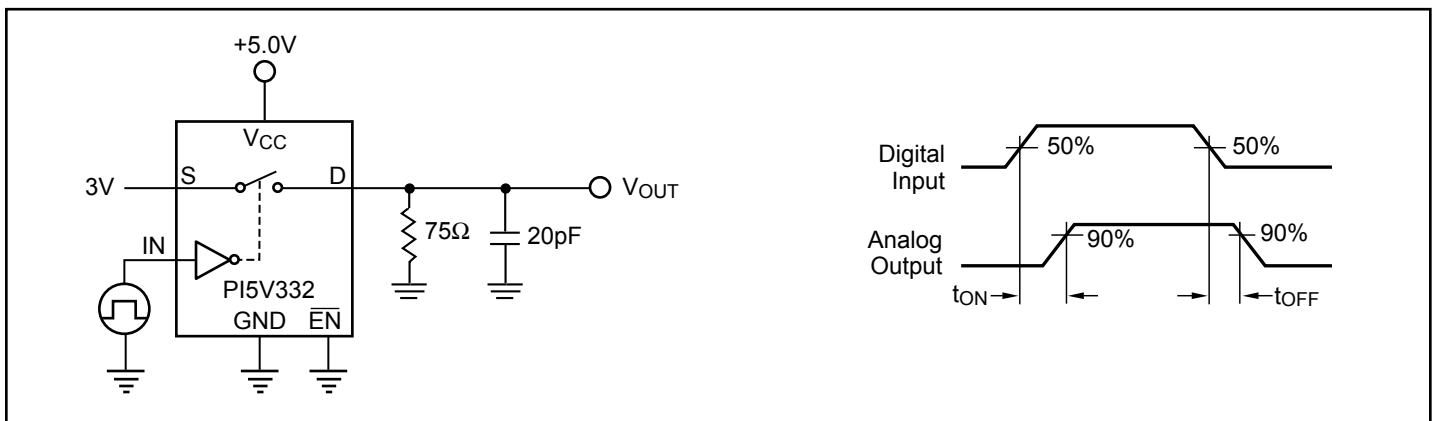 +5.0V
VCC
S
D
3V
VOUT
75Ω
20pF
IN
PI5V332
GND
EN
Digital
Input
50%
50%
Analog
Output
90%
90%
tON
tOFF